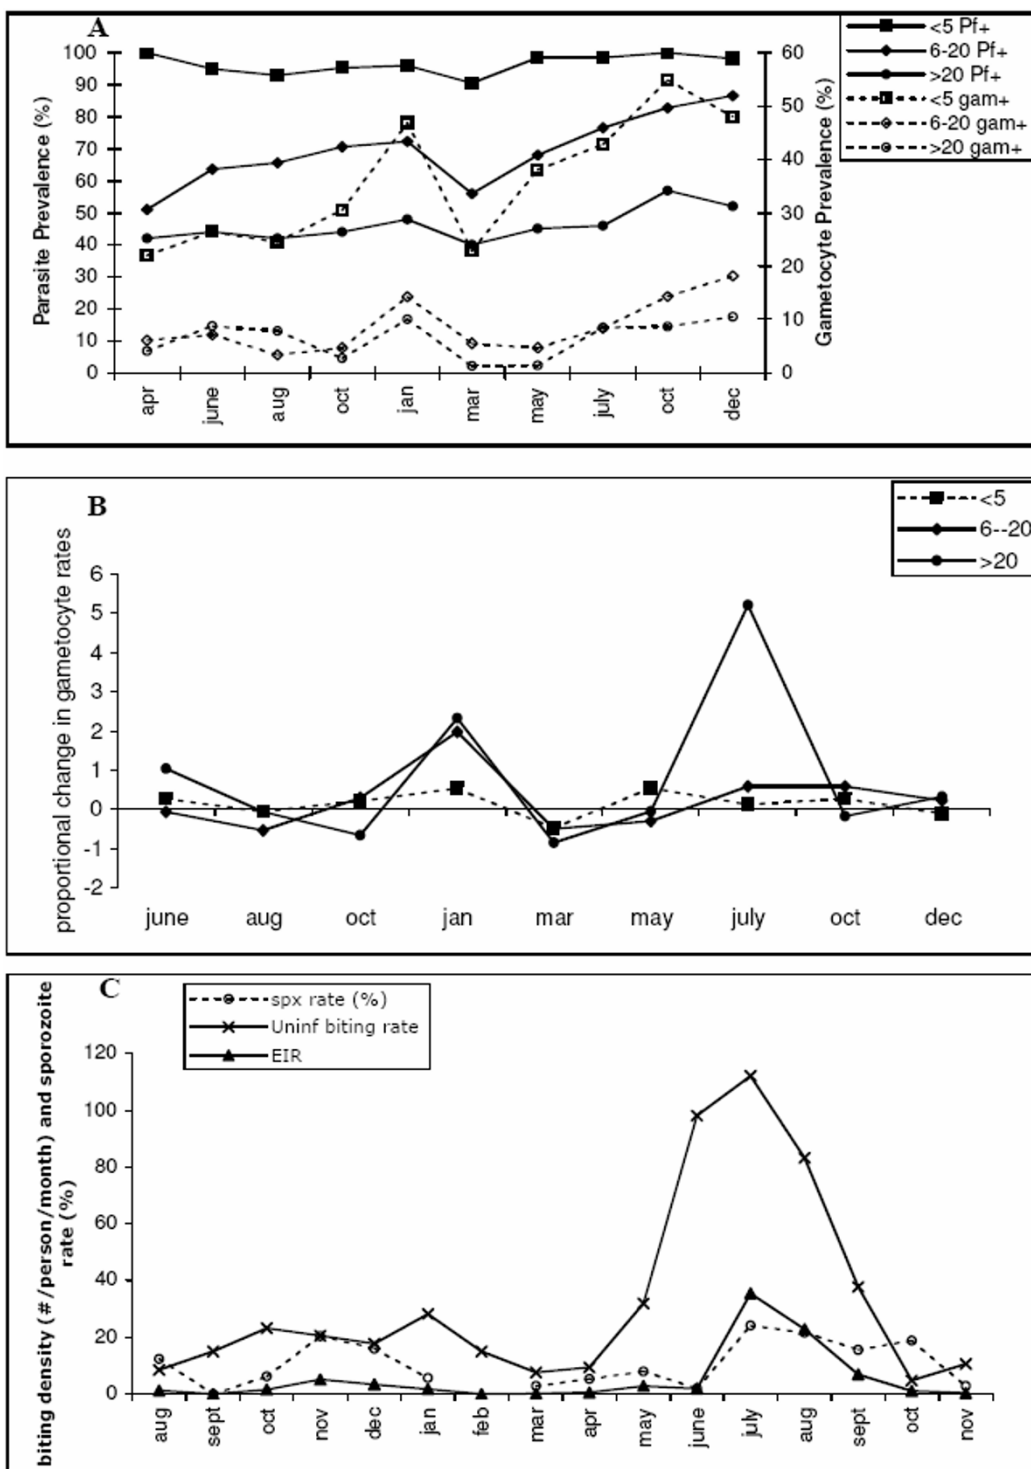 A
<5 Pf+
6-20 Pf+
>20 Pf+
<5 gam+
6-20 gam+
>20 gam+
Parasite Prevalence (%)
100
90
80
70
60
50
40
30
20
10
0
Gametocyte Prevalence (%)
60
50
40
30
20
10
0
apr june aug oct jan mar may july oct dec
B
<5
6--20
>20
proportional change in gametocyte rates
6
5
4
3
2
1
0
-1
-2
june aug oct jan mar may july oct dec
C
spx rate (%)
Uninf biting rate
EIR
biting density (#/person/month) and sporozoite
rate (%)
120
100
80
60
40
20
0
aug sept oct nov dec jan feb mar apr may june july aug sept oct nov